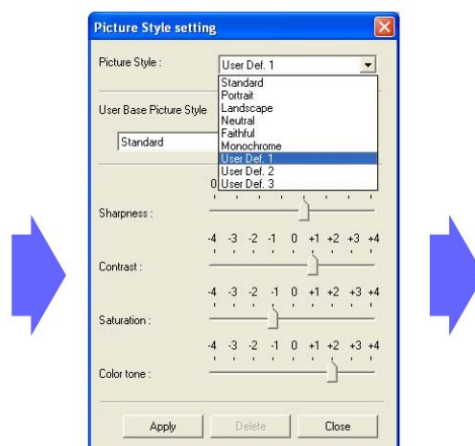 Picture Style setting
Picture Style :
User Def. 1
Standard
Portrait
Landscape
Neutral
Faithful
Monochrome
User Def. 1
User Def. 2
User Def. 3
User Base Picture Style
Standard
0
Sharpness :
-4 -3 -2 -1 0 +1 +2 +3 +4
Contrast :
-4 -3 -2 -1 0 +1 +2 +3 +4
Saturation :
-4 -3 -2 -1 0 +1 +2 +3 +4
Color tone :
Apply Delete Close